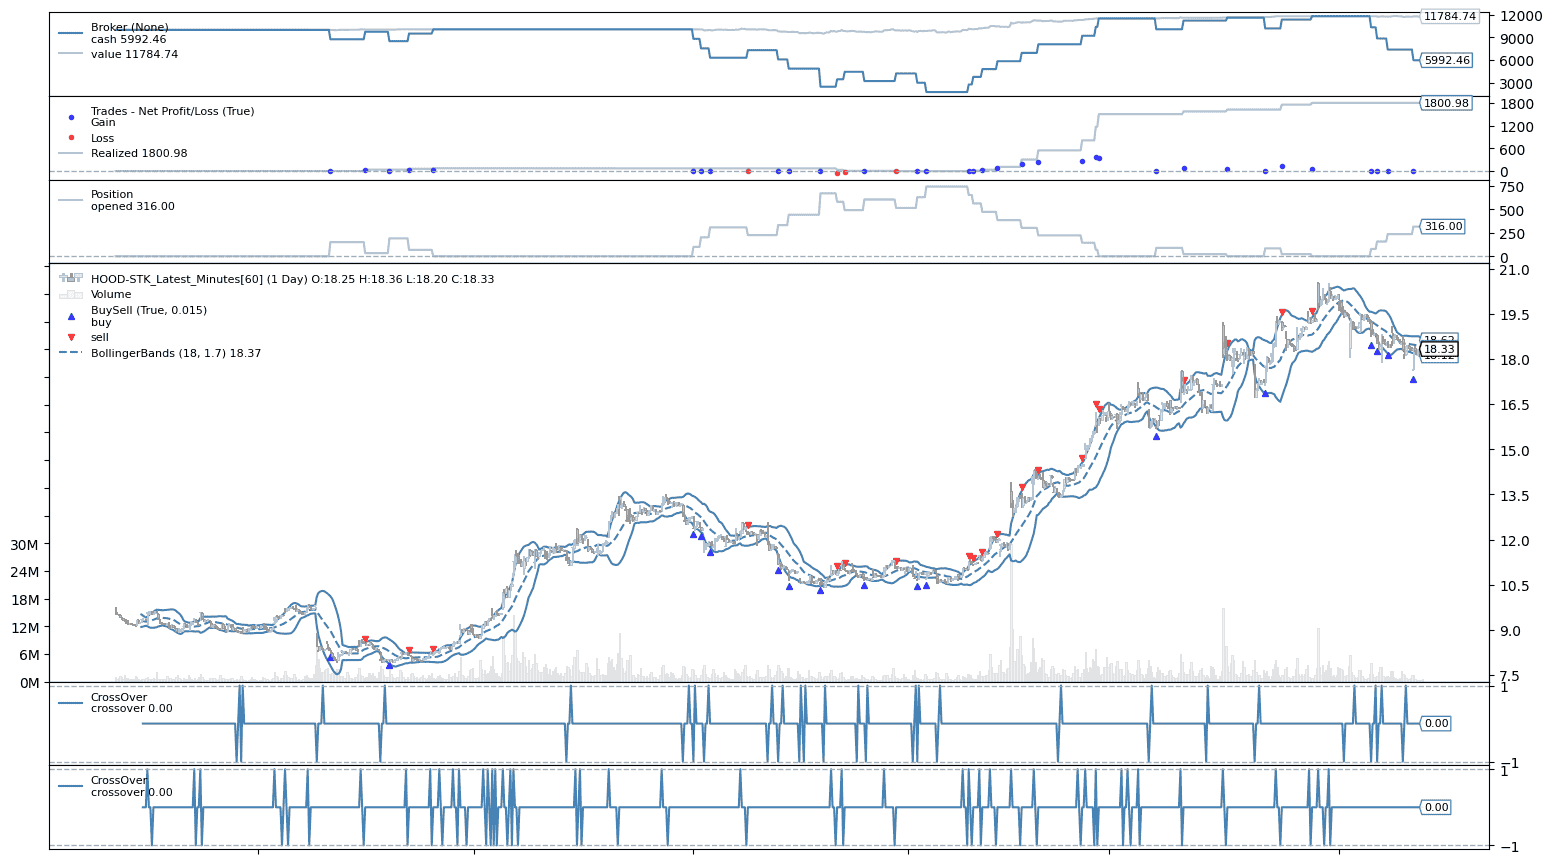 Broker (None)
cash 5992.46
value 11784.74
11784.74
5992.46
12000
9000
6000
3000
Trades - Net Profit/Loss (True)
Gain
Loss
Realized 1800.98
1800.98
1800
1200
600
0
Position
opened 316.00
316.00
750
500
250
0
HOOD-STK_Latest_Minutes[60] (1 Day) O:18.25 H:18.36 L:18.20 C:18.33
Volume
BuySell (True, 0.015)
buy
sell
BollingerBands (18, 1.7) 18.37
18.62
18.33
18.12
21.0
19.5
18.0
16.5
15.0
13.5
12.0
10.5
9.0
7.5
30M
24M
18M
12M
6M
0M
CrossOver
crossover 0.00
0.00
1
−1
CrossOver
crossover 0.00
0.00
1
−1